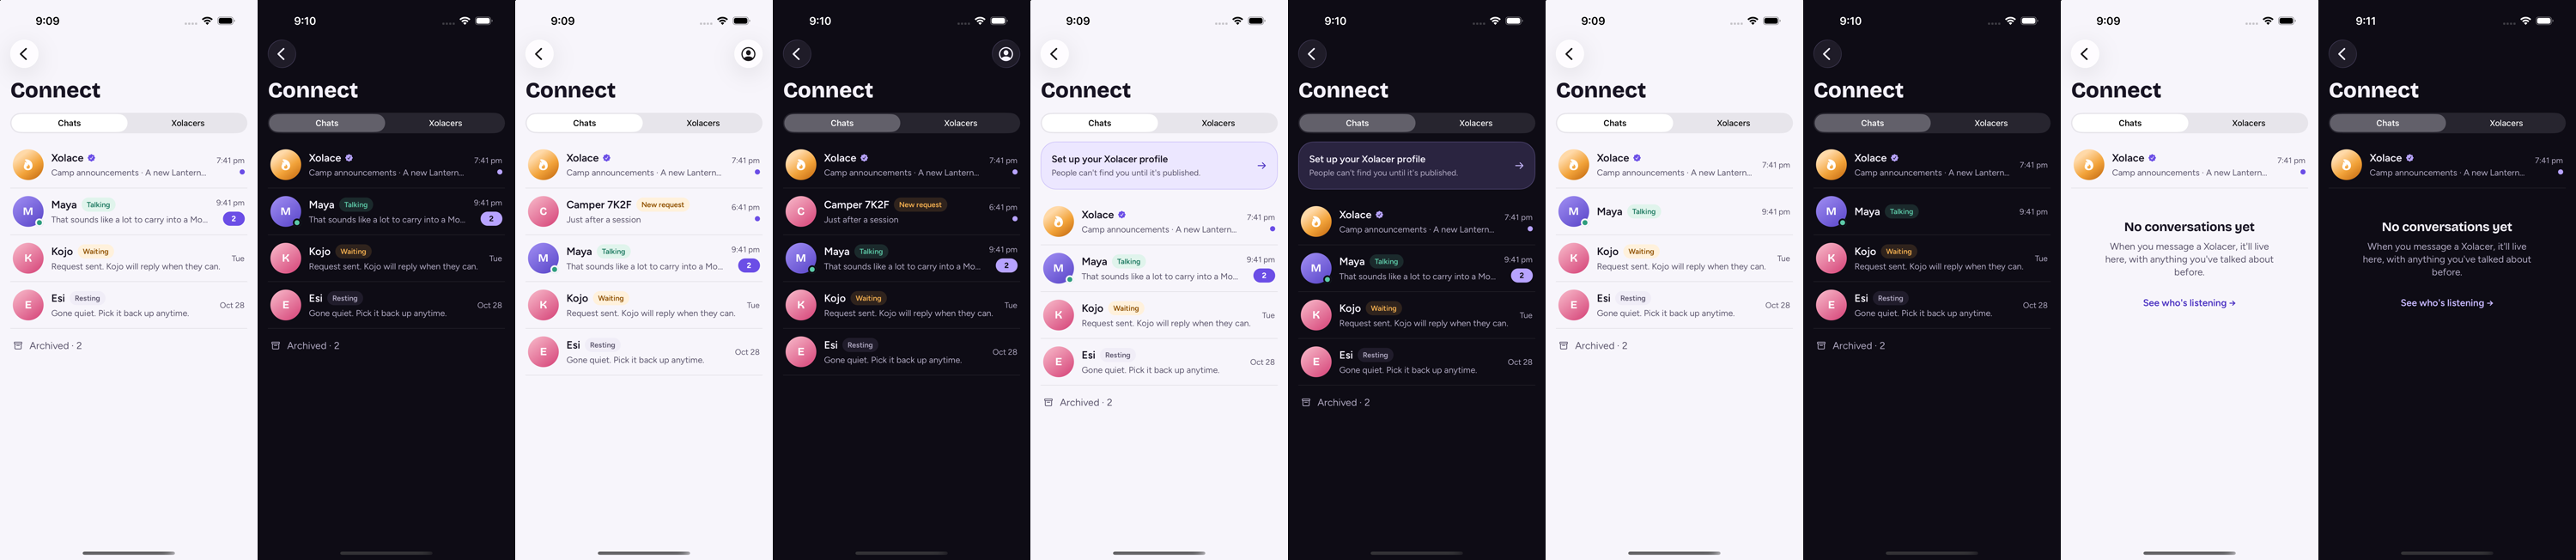 9:09
Connect
Chats Xolacers
Xolace 7:41 pm
Camp announcements · A new Lantern...
M Maya Talking 9:41 pm
That sounds like a lot to carry into a Mo... 2
K Kojo Waiting Tue
Request sent. Kojo will reply when they can.
E Esi Resting Oct 28
Gone quiet. Pick it back up anytime.
Archived · 2
9:10
Connect
Chats Xolacers
Xolace 7:41 pm
Camp announcements · A new Lantern...
M Maya Talking 9:41 pm
That sounds like a lot to carry into a Mo... 2
K Kojo Waiting Tue
Request sent. Kojo will reply when they can.
E Esi Resting Oct 28
Gone quiet. Pick it back up anytime.
Archived · 2
9:09
Connect
Chats Xolacers
Xolace 7:41 pm
Camp announcements · A new Lantern...
C Camper 7K2F New request 6:41 pm
Just after a session
M Maya Talking 9:41 pm
That sounds like a lot to carry into a Mo... 2
K Kojo Waiting Tue
Request sent. Kojo will reply when they can.
E Esi Resting Oct 28
Gone quiet. Pick it back up anytime.
9:10
Connect
Chats Xolacers
Xolace 7:41 pm
Camp announcements · A new Lantern...
C Camper 7K2F New request 6:41 pm
Just after a session
M Maya Talking 9:41 pm
That sounds like a lot to carry into a Mo... 2
K Kojo Waiting Tue
Request sent. Kojo will reply when they can.
E Esi Resting Oct 28
Gone quiet. Pick it back up anytime.
9:09
Connect
Chats Xolacers
Set up your Xolacer profile
People can't find you until it's published.
Xolace 7:41 pm
Camp announcements · A new Lantern...
M Maya Talking 9:41 pm
That sounds like a lot to carry into a Mo... 2
K Kojo Waiting Tue
Request sent. Kojo will reply when they can.
E Esi Resting Oct 28
Gone quiet. Pick it back up anytime.
Archived · 2
9:10
Connect
Chats Xolacers
Set up your Xolacer profile
People can't find you until it's published.
Xolace 7:41 pm
Camp announcements · A new Lantern...
M Maya Talking 9:41 pm
That sounds like a lot to carry into a Mo... 2
K Kojo Waiting Tue
Request sent. Kojo will reply when they can.
E Esi Resting Oct 28
Gone quiet. Pick it back up anytime.
Archived · 2
9:09
Connect
Chats Xolacers
Xolace 7:41 pm
Camp announcements · A new Lantern...
M Maya Talking 9:41 pm
K Kojo Waiting Tue
Request sent. Kojo will reply when they can.
E Esi Resting Oct 28
Gone quiet. Pick it back up anytime.
Archived · 2
9:10
Connect
Chats Xolacers
Xolace 7:41 pm
Camp announcements · A new Lantern...
M Maya Talking 9:41 pm
K Kojo Waiting Tue
Request sent. Kojo will reply when they can.
E Esi Resting Oct 28
Gone quiet. Pick it back up anytime.
Archived · 2
9:09
Connect
Chats Xolacers
Xolace 7:41 pm
Camp announcements · A new Lantern...
No conversations yet
When you message a Xolacer, it'll live
here, with anything you've talked about
before.
See who's listening →
9:11
Connect
Chats Xolacers
Xolace 7:41 pm
Camp announcements · A new Lantern...
No conversations yet
When you message a Xolacer, it'll live
here, with anything you've talked about
before.
See who's listening →